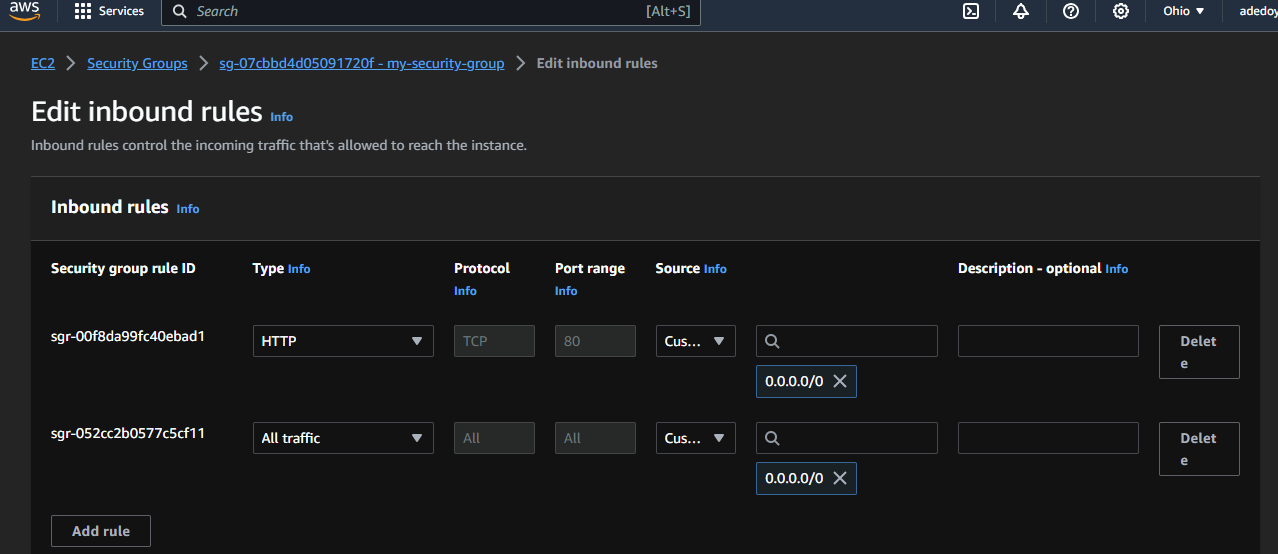 aws Services Search [Alt+S] Ohio adedoy
EC2 > Security Groups > sg-07cbbd4d05091720f - my-security-group > Edit inbound rules
Edit inbound rules Info
Inbound rules control the incoming traffic that's allowed to reach the instance.
Inbound rules Info
Security group rule ID Type Info Protocol Info Port range Info Source Info Description - optional Info
sgr-00f8da99fc40ebad1 HTTP TCP 80 Cus... Delete
0.0.0.0/0
sgr-052cc2b0577c5cf11 All traffic All All Cus... Delete
0.0.0.0/0
Add rule